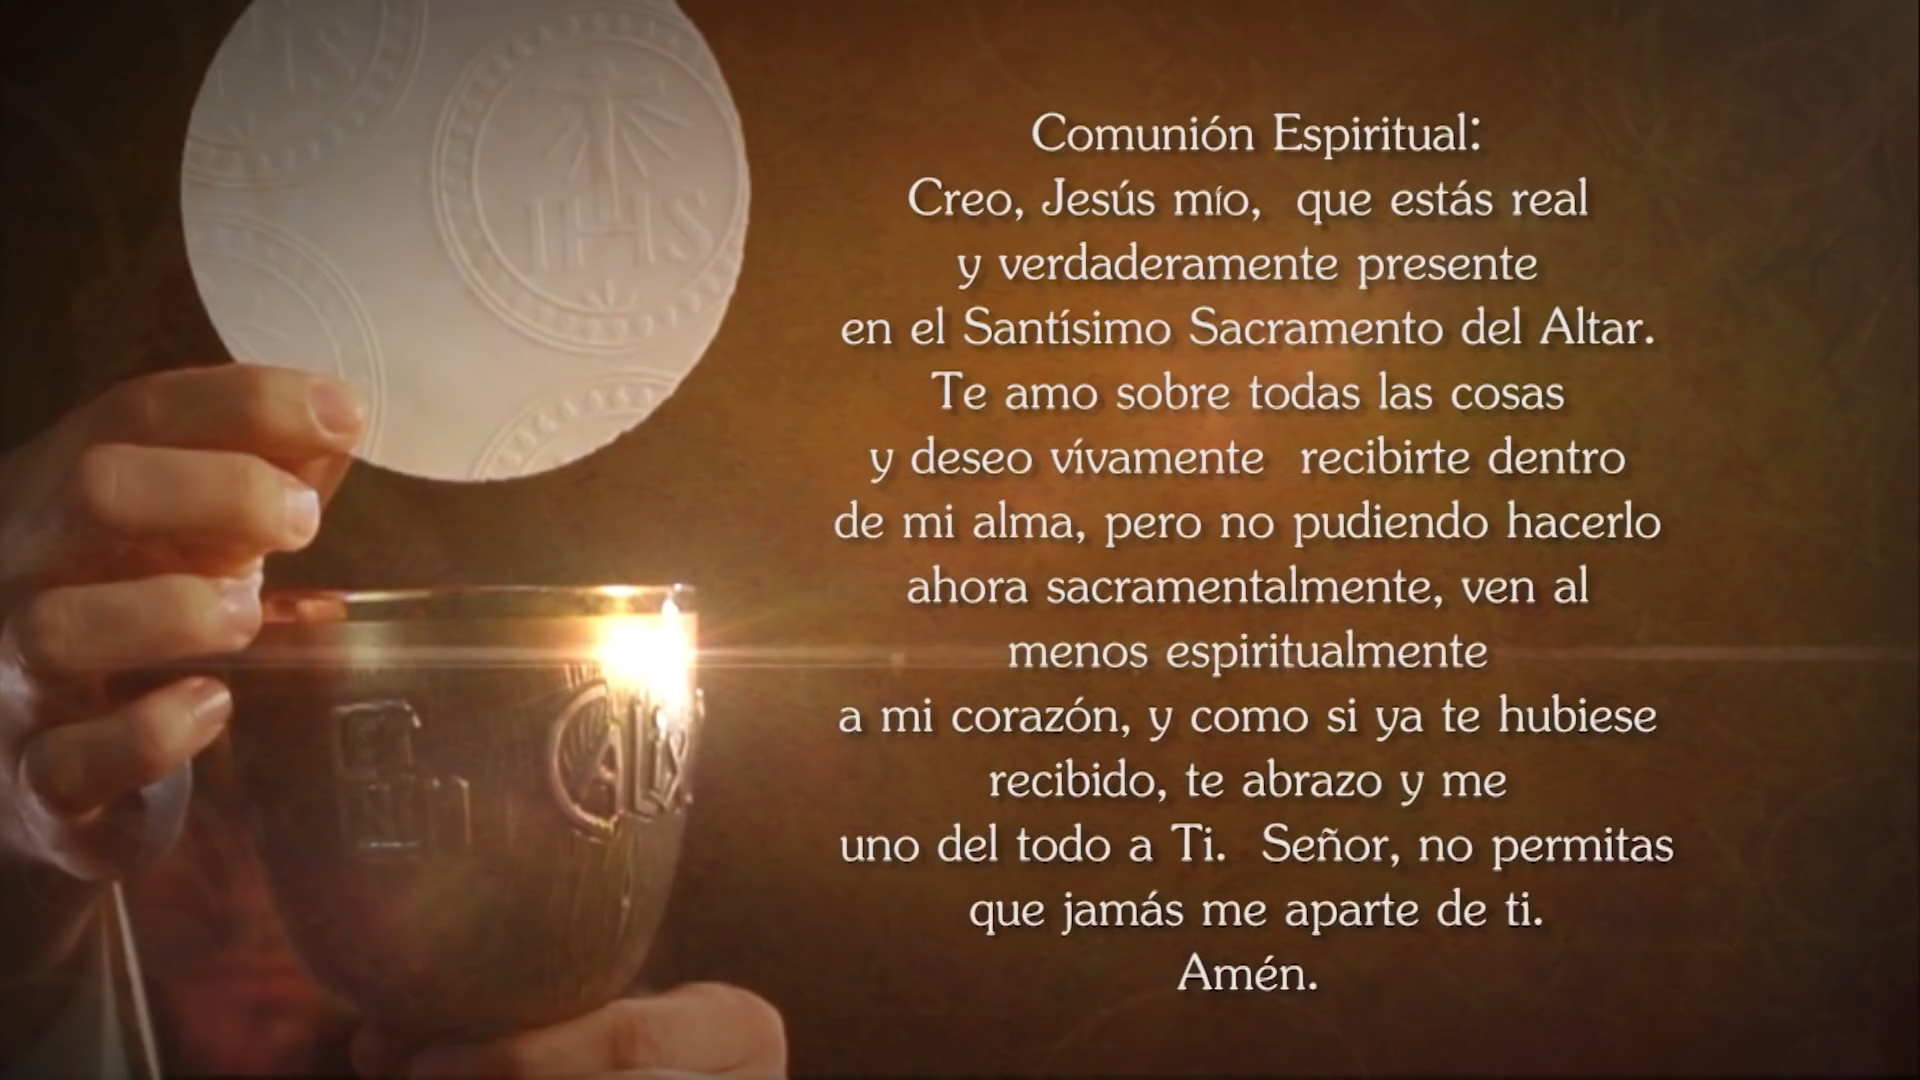 IHS
Comunión Espiritual:
Creo, Jesús mío, que estás real
y verdaderamente presente
en el Santísimo Sacramento del Altar.
Te amo sobre todas las cosas
y deseo vívamente recibirte dentro
de mi alma, pero no pudiendo hacerlo
ahora sacramentalmente, ven al
menos espiritualmente
a mi corazón, y como si ya te hubiese
recibido, te abrazo y me
uno del todo a Ti. Señor, no permitas
que jamás me aparte de ti.
Amén.